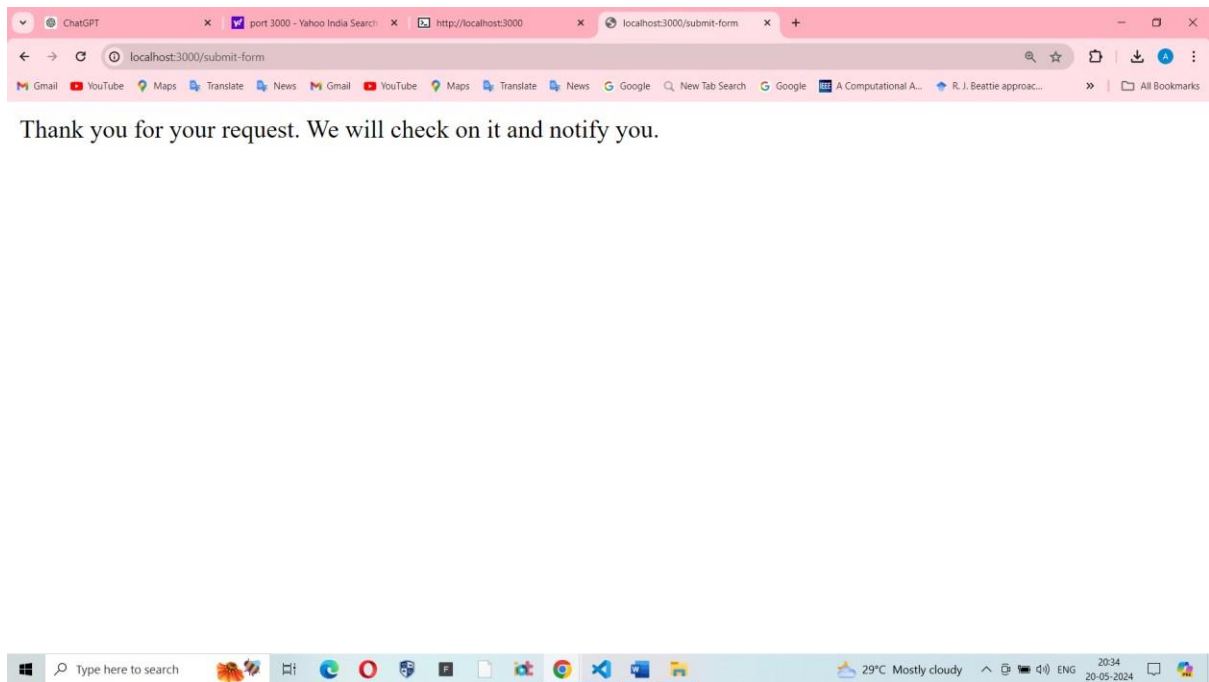 ChatGPT port 3000 - Yahoo India Search http://localhost:3000 localhost:3000/submit-form
localhost:3000/submit-form A
Gmail YouTube Maps Translate News Gmail YouTube Maps Translate News Google New Tab Search Google IEEE A Computational A... R. J. Beattie approac... » All Bookmarks
Thank you for your request. We will check on it and notify you.
Type here to search F iot 29°C Mostly cloudy ENG 20:34
20-05-2024